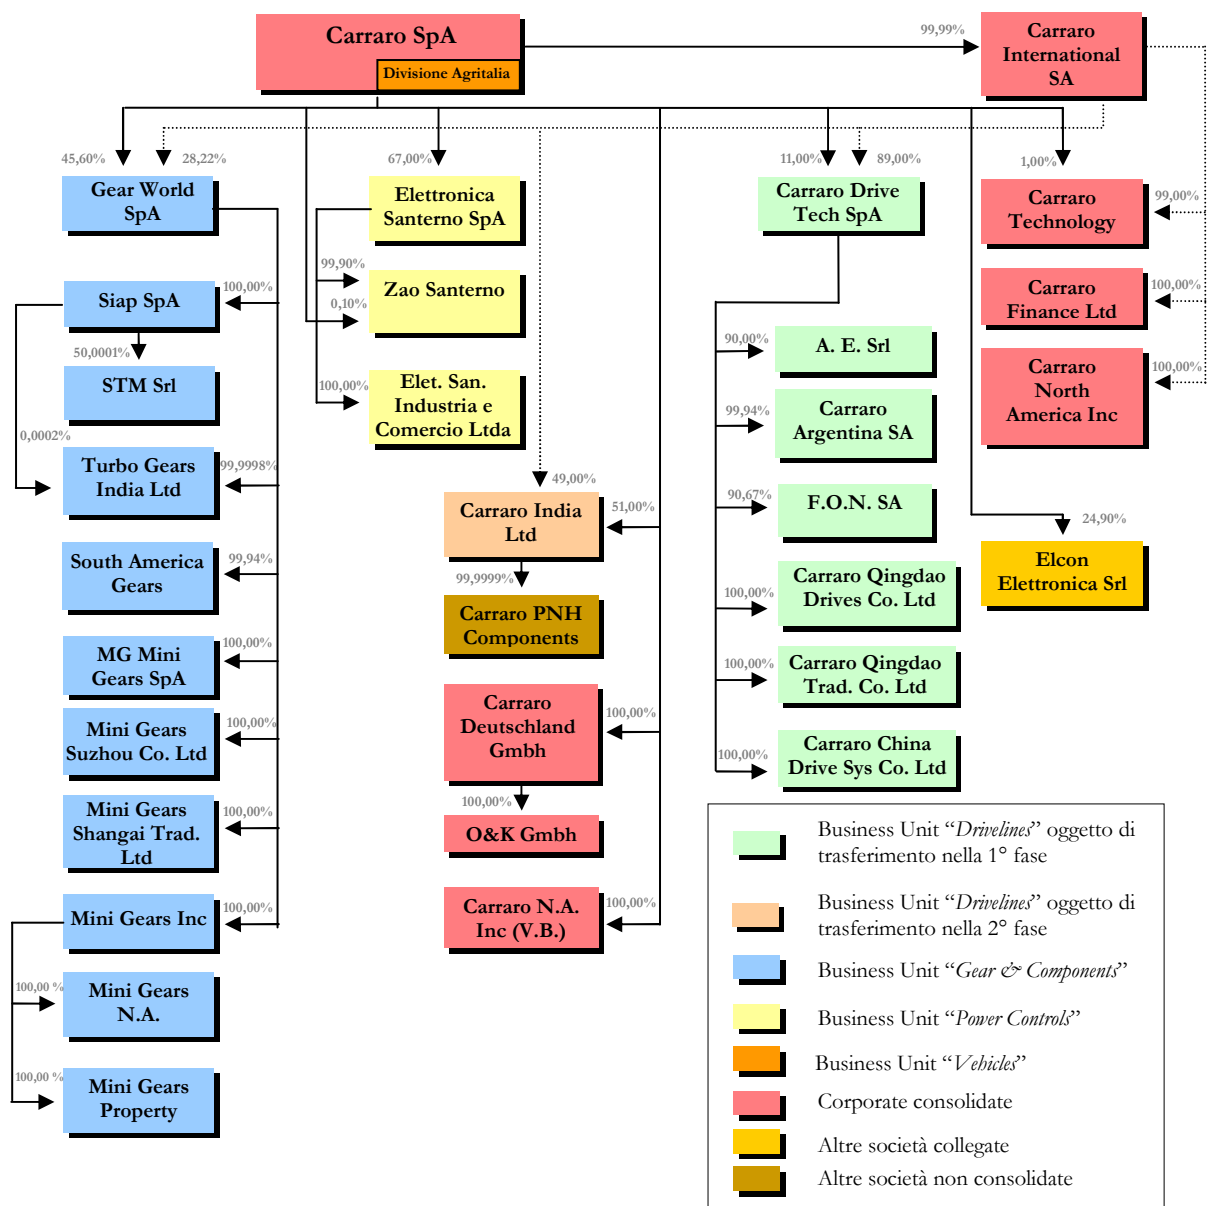 Carraro SpA
Divisione Agritalia
99,99%
Carraro
International
SA
45,60%
28,22%
67,00%
11,00%
89,00%
1,00%
Gear World
SpA
Elettronica
Santerno SpA
Carraro Drive
Tech SpA
Carraro
Technology
99,00%
Siap SpA
100,00%
99,90%
0,10%
Zao Santerno
Carraro
Finance Ltd
100,00%
50,0001%
STM Srl
100,00%
Elet. San.
Industria e
Comercio Ltda
90,00%
A. E. Srl
Carraro
North
America Inc
100,00%
99,94%
Carraro
Argentina SA
0,0002%
Turbo Gears
India Ltd
99,9998%
49,00%
Carraro India
Ltd
51,00%
90,67%
F.O.N. SA
24,90%
Elcon
Elettronica Srl
South America
Gears
99,94%
99,9999%
Carraro PNH
Components
100,00%
Carraro Qingdao
Drives Co. Ltd
MG Mini
Gears SpA
100,00%
100,00%
Carraro Qingdao
Trad. Co. Ltd
Mini Gears
Suzhou Co. Ltd
100,00%
Carraro
Deutschland
Gmbh
100,00%
100,00%
Carraro China
Drive Sys Co. Ltd
Mini Gears
Shangai Trad.
Ltd
100,00%
100,00%
O&K Gmbh
Mini Gears Inc
100,00%
Carraro N.A.
Inc (V.B.)
100,00%
100,00 %
Mini Gears
N.A.
100,00 %
Mini Gears
Property
Business Unit “Drivelines” oggetto di
trasferimento nella 1° fase
Business Unit “Drivelines” oggetto di
trasferimento nella 2° fase
Business Unit “Gear & Components”
Business Unit “Power Controls”
Business Unit “Vehicles”
Corporate consolidate
Altre società collegate
Altre società non consolidate